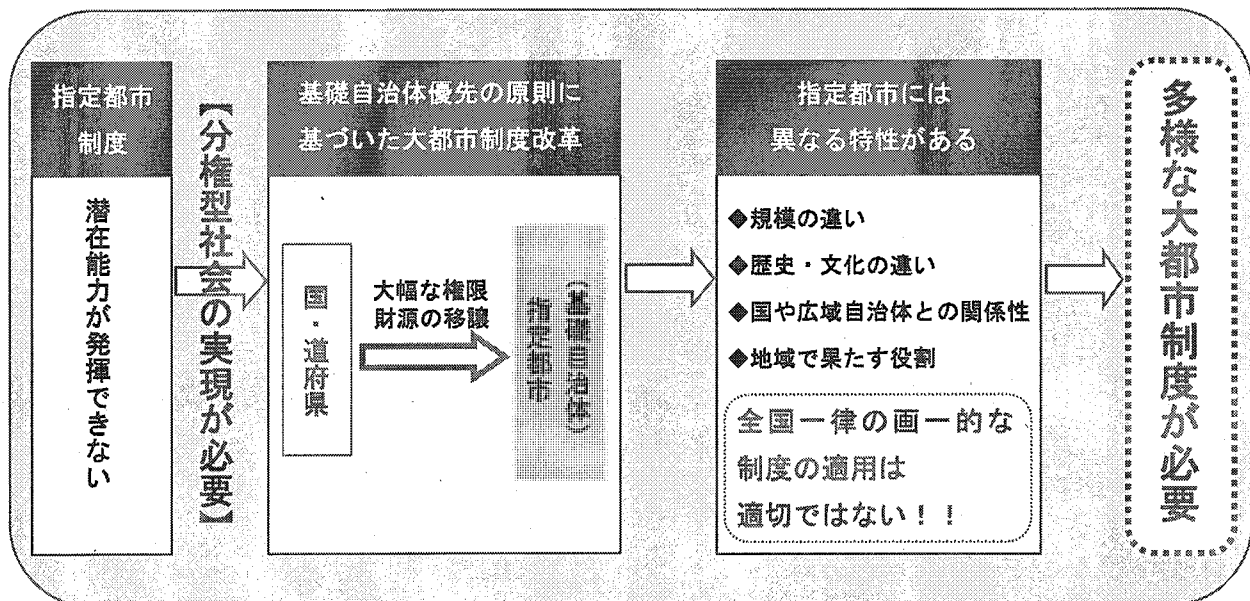 指定都市
制度
潜在能力が発揮できない
【分権型社会の実現が必要】
基礎自治体優先の原則に
基づいた大都市制度改革
国・道府県
大幅な権限
財源の移譲
指定都市
（基礎自治体）
指定都市には
異なる特性がある
◆規模の違い
◆歴史・文化の違い
◆国や広域自治体との関係性
◆地域で果たす役割
全国一律の画一的な
制度の適用は
適切ではない！！
多様な大都市制度が必要